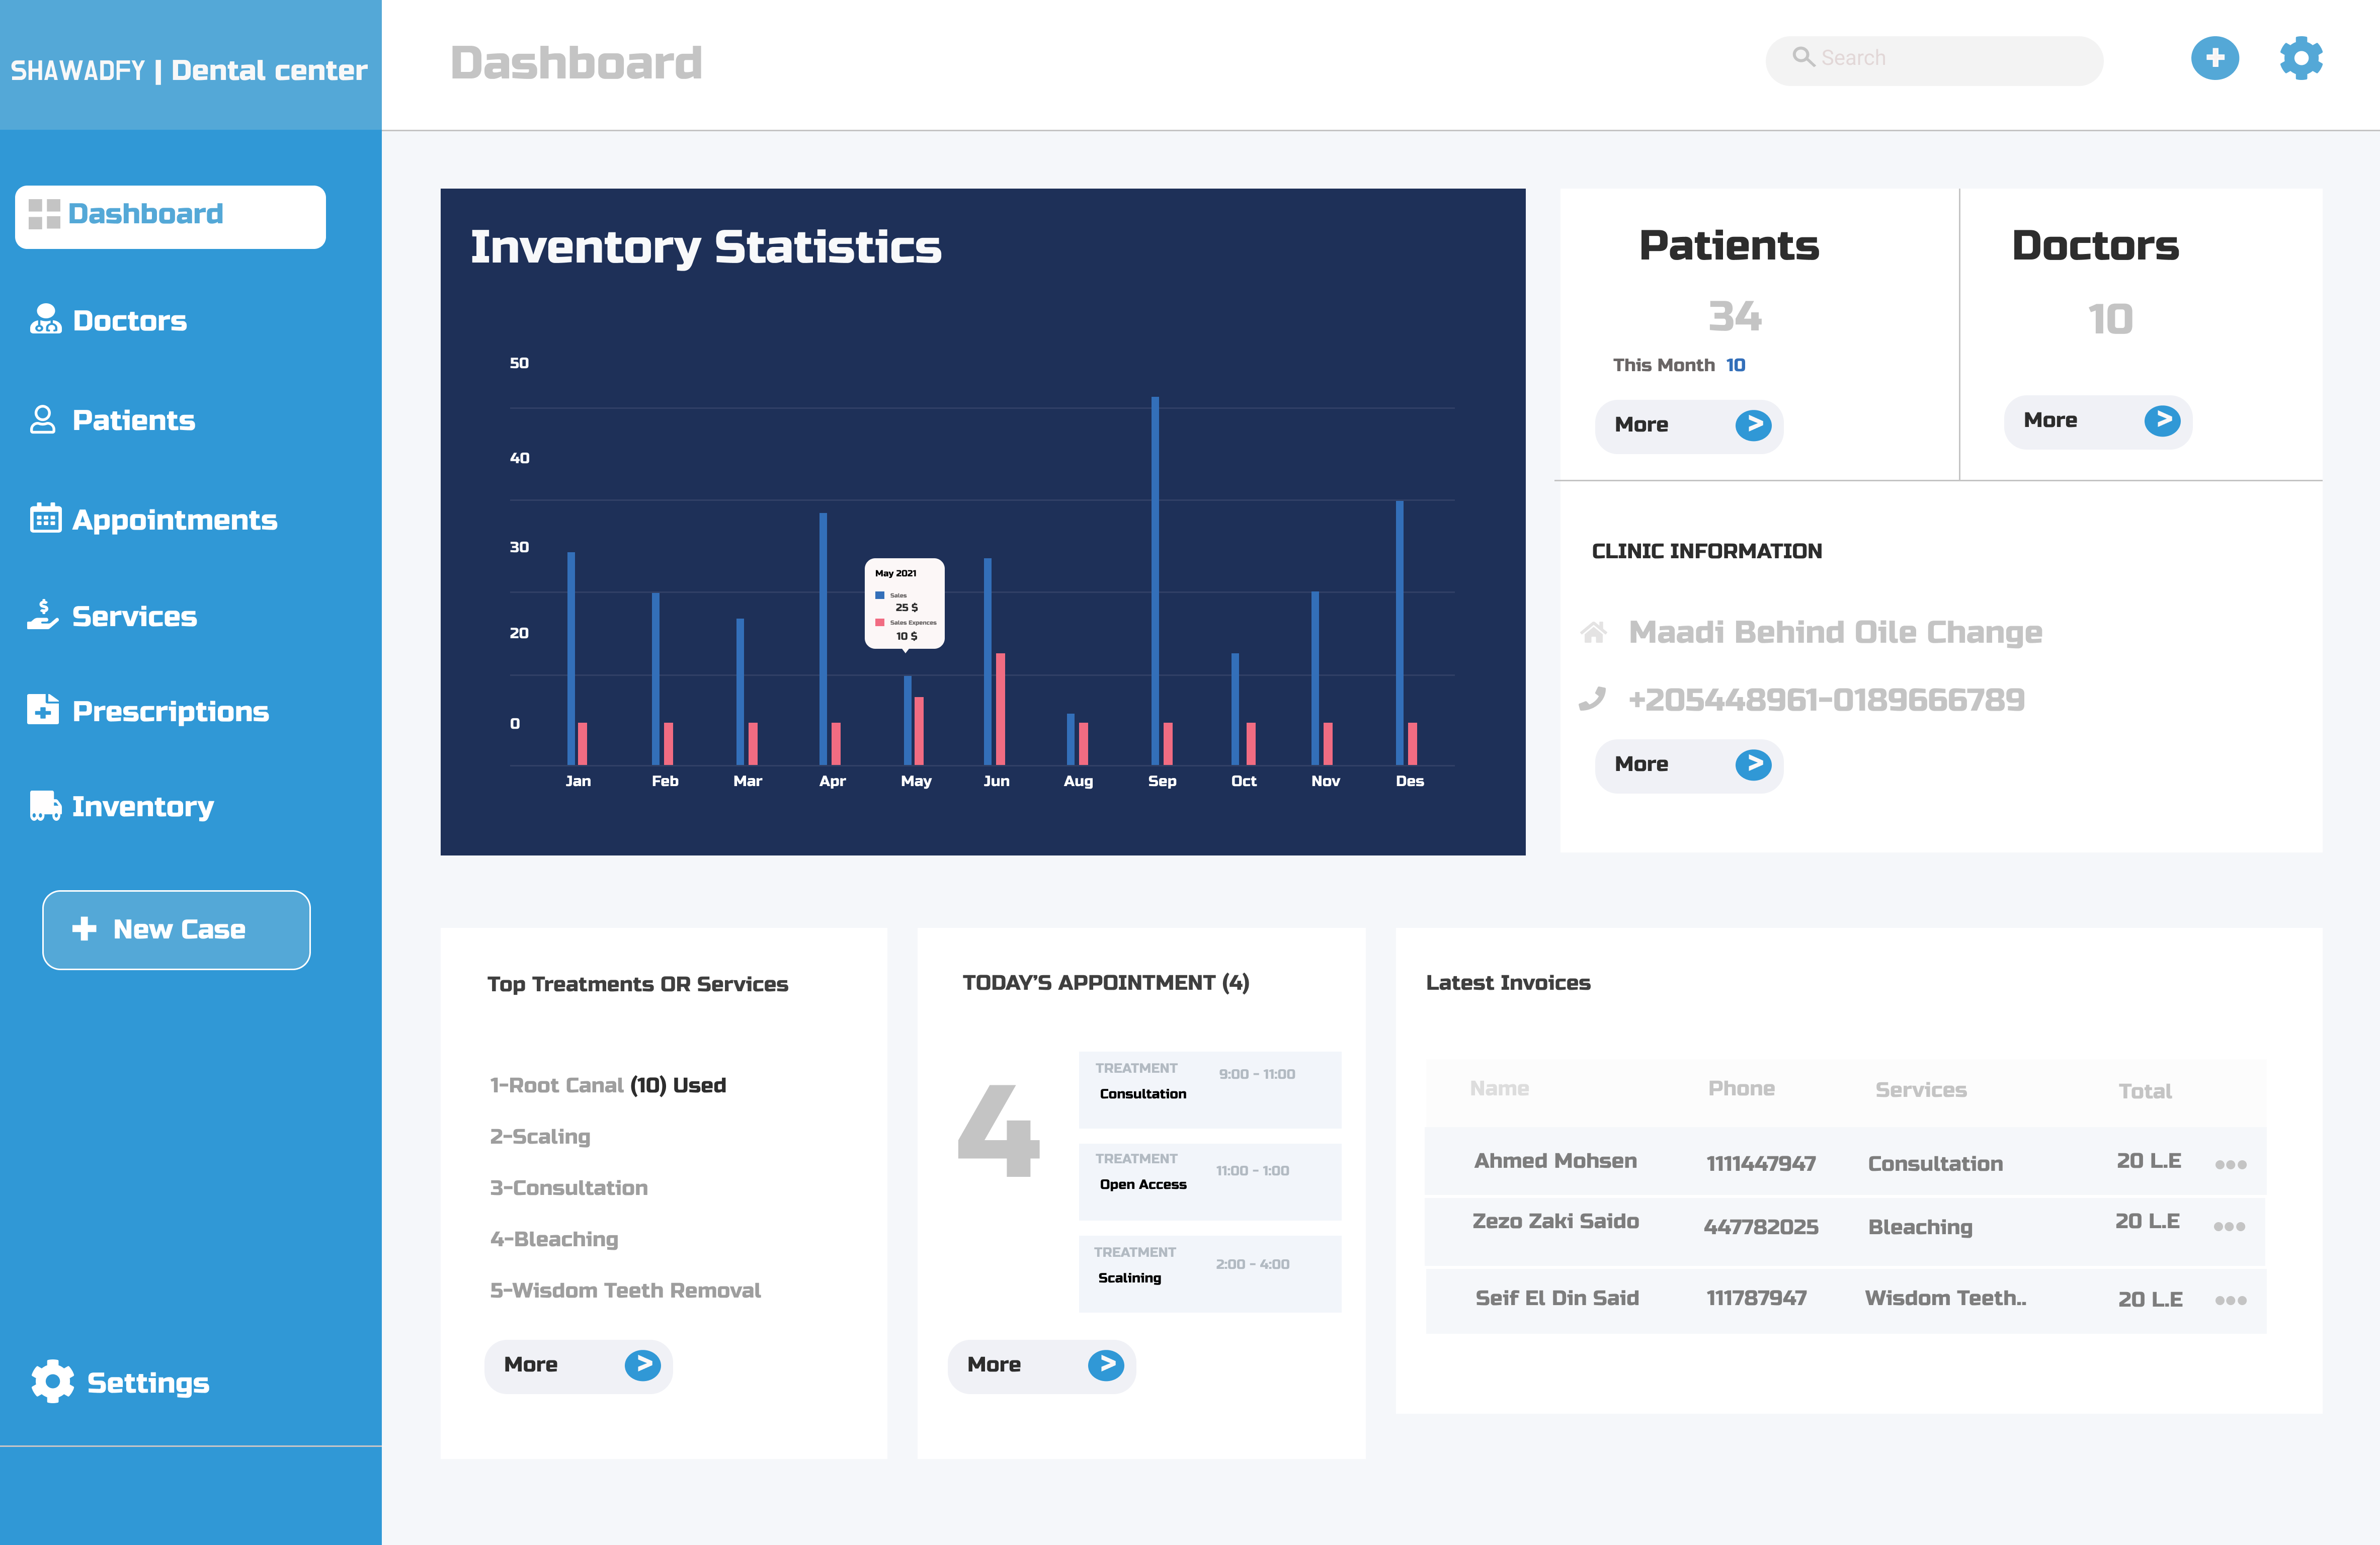 SHAWADFY | Dental center
Dashboard
Search
Dashboard
Doctors
Patients
Appointments
Services
Prescriptions
Inventory
New Case
Settings
Inventory Statistics
50
40
30
20
0
May 2021
Sales
25 $
Sales Expences
10 $
Jan Feb Mar Apr May Jun Aug Sep Oct Nov Des
Patients
34
This Month 10
More >
Doctors
10
More >
CLINIC INFORMATION
Maadi Behind Oile Change
+205448961-0189666789
More >
Top Treatments OR Services
1-Root Canal (10) Used
2-Scaling
3-Consultation
4-Bleaching
5-Wisdom Teeth Removal
More >
TODAY'S APPOINTMENT (4)
4
TREATMENT 9:00 - 11:00
Consultation
TREATMENT 11:00 - 1:00
Open Access
TREATMENT 2:00 - 4:00
Scalining
More >
Latest Invoices
Name Phone Services Total
Ahmed Mohsen 1111447947 Consultation 20 L.E
Zezo Zaki Saido 447782025 Bleaching 20 L.E
Seif El Din Said 111787947 Wisdom Teeth.. 20 L.E